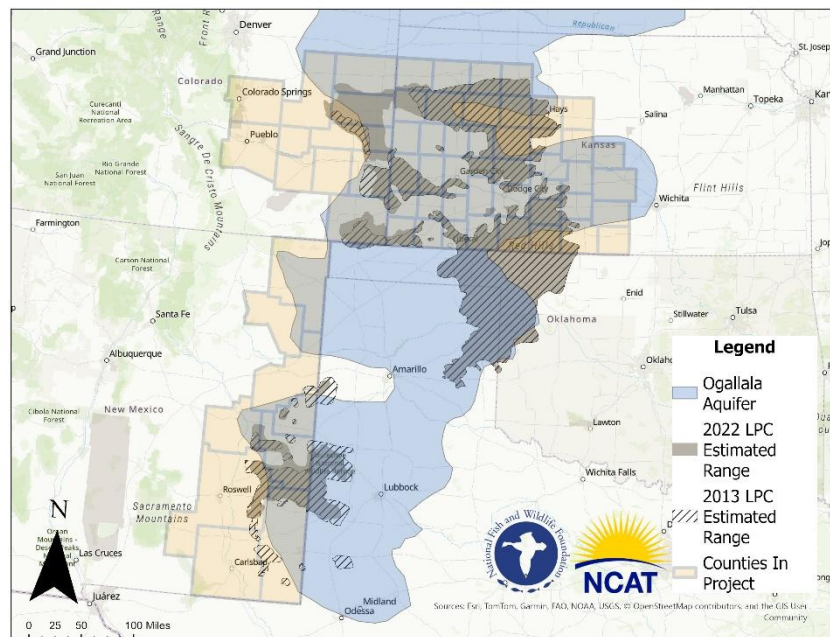 Republican
Denver
Front R
Grand Junction
St. Joseph
Colorado
Manhattan
Colorado Springs
Hays
Topeka
Kan
Curecanti
National
Recreation Area
Salina
Pueblo
Kansas
Rio Grande
National Forest
San Juan
National Forest
Sangre De Cristo Mountains
Garden City
Dodge City
Wichita
Flint Hills
Farmington
Liberal
Red Hills
Carson National
Forest
Enid
Santa Fe
Stillwater
Tulsa
Oklahoma
Albuquerque
Amarillo
Cibola National
Forest
New Mexico
Lawton
Roswell
Lubbock
Wichita Falls
Sacramento
Mountains
Las Cruces
Carlsbad
Juárez
Midland
Odessa
N
0 25 50 100 Miles
Legend
Ogallala
Aquifer
2022 LPC
Estimated
Range
2013 LPC
Estimated
Range
Counties In
Project
National Fish and Wildlife Foundation
NCAT
Sources: Esri, TomTom, Garmin, FAO, NOAA, USGS, © OpenStreetMap contributors, and the GIS User
Community